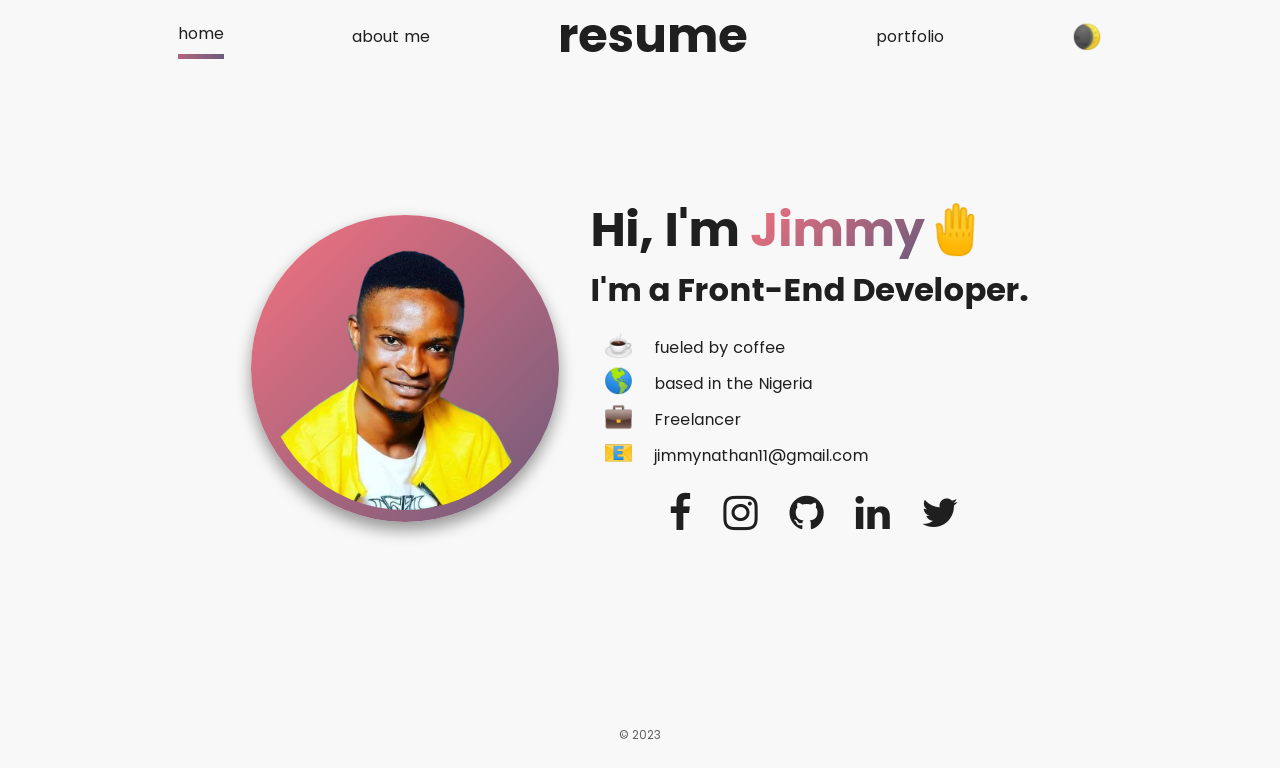 home
about me
resume
portfolio
Hi, I'm Jimmy
I'm a Front-End Developer.
fueled by coffee
based in the Nigeria
Freelancer
jimmynathan11@gmail.com
© 2023